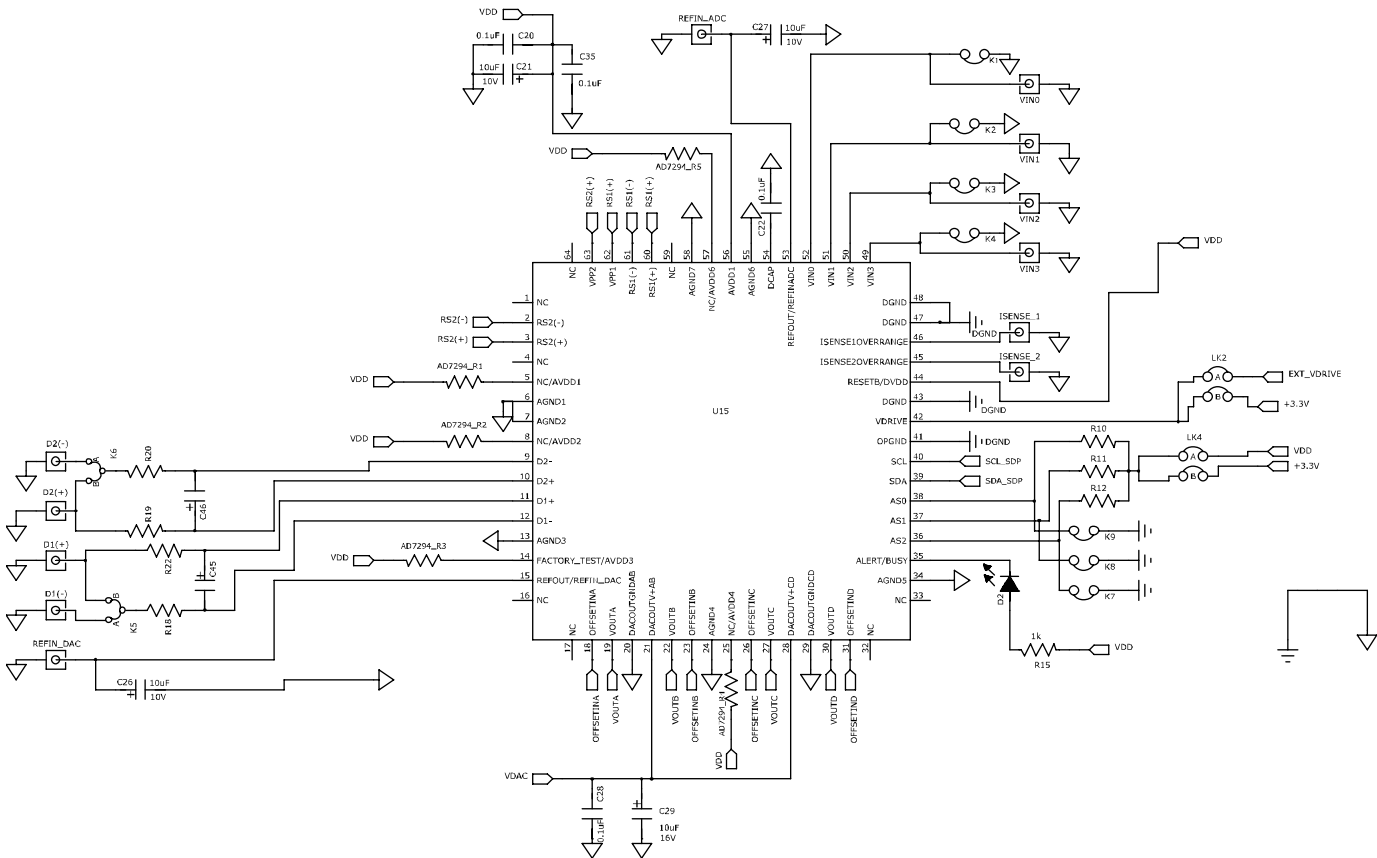 VDD
0.1uF
C20
10uF
10V
C21
C35
0.1uF
REFIN_ADC
C27
10uF
10V
K1
VIN0
K2
VIN1
K3
VIN2
K4
VIN3
VDD
AD7294_R5
RS2(+)
RS1(+)
RS1(-)
RS1(+)
0.1uF
C22
VDD
64
63
62
61
60
59
58
57
56
55
54
53
52
51
50
49
NC
VPP2
VPP1
RS1(-)
RS1(+)
NC
AGND7
NC/AVDD6
AVDD1
AGND6
DCAP
REFOUT/REFINADC
VIN0
VIN1
VIN2
VIN3
1 NC
RS2(-)
2 RS2(-)
RS2(+)
3 RS2(+)
4 NC
VDD
AD7294_R1
5 NC/AVDD1
6 AGND1
7 AGND2
VDD
AD7294_R2
8 NC/AVDD2
9 D2-
10 D2+
11 D1+
12 D1-
13 AGND3
VDD
AD7294_R3
14 FACTORY_TEST/AVDD3
15 REFOUT/REFIN_DAC
16 NC
U15
D2(-)
A
B
K6
R20
C46
D2(+)
R19
D1(+)
R22
C45
D1(-)
B
A
K5
R18
REFIN_DAC
C26
10uF
10V
DGND 48
DGND 47
DGND
ISENSE1OVERRANGE 46
ISENSE_1
ISENSE2OVERRANGE 45
ISENSE_2
RESETB/DVDD 44
DGND 43
DGND
VDRIVE 42
OPGND 41
DGND
SCL 40
SCL_SDP
SDA 39
SDA_SDP
AS0 38
AS1 37
AS2 36
ALERT/BUSY 35
AGND5 34
NC 33
LK2
A
EXT_VDRIVE
B
+3.3V
R10
R11
R12
LK4
A
VDD
B
+3.3V
K9
K8
K7
D2
1k
R15
VDD
NC
OFFSETINA
VOUTA
DACOUTGNDAB
DACOUTV+AB
VOUTB
OFFSETINB
AGND4
NC/AVDD4
OFFSETINC
VOUTC
DACOUTV+CD
DACOUTGNDCD
VOUTD
OFFSETIND
NC
17
18
19
20
21
22
23
24
25
26
27
28
29
30
31
32
OFFSETINA
VOUTA
VOUTB
OFFSETINB
AD7294_R4
VDD
OFFSETINC
VOUTC
VOUTD
OFFSETIND
VDAC
C28
0.1uF
C29
10uF
16V